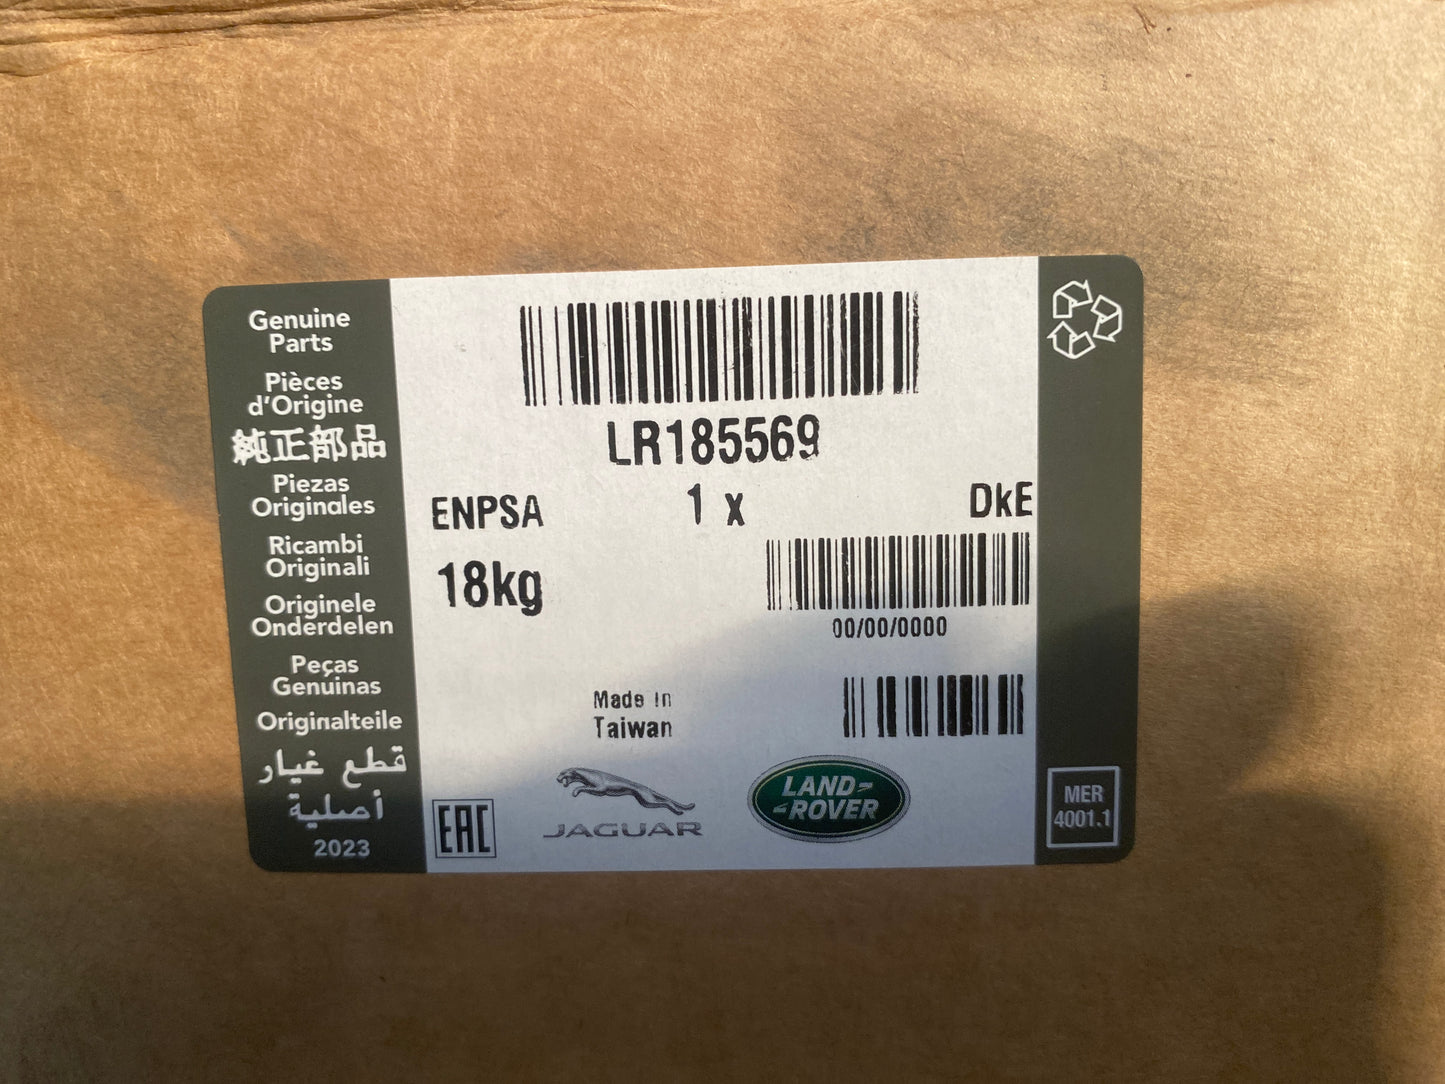 Genuine
Parts
Pièces
d'Origine
純正部品
Piezas
Originales
Ricambi
Originali
Originele
Onderdelen
Peças
Genuinas
Originalteile
قطع غيار
أصلية
2023
LR185569
ENPSA 1 x DkE
18kg
00/00/0000
Made in
Taiwan
EAC
JAGUAR
LAND-
-ROVER
MER
4001.1